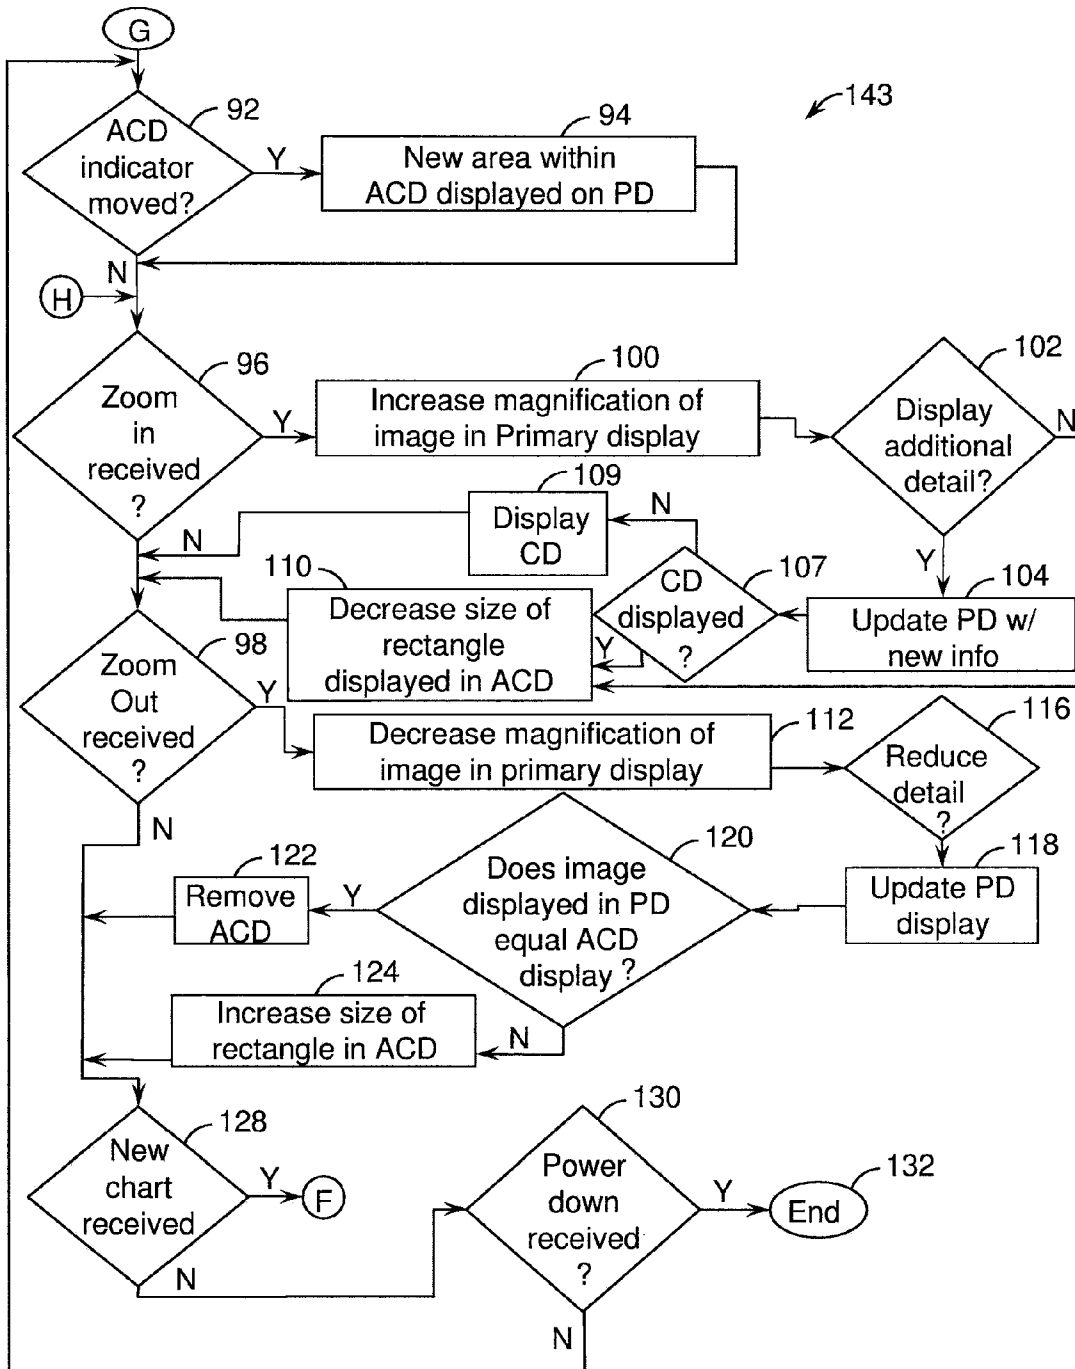 G
92
ACD
indicator
moved?
Y
94
New area within
ACD displayed on PD
143
N
H
96
Zoom
in
received
?
Y
100
Increase magnification of
image in Primary display
102
Display
additional
detail?
N
Y
104
Update PD w/
new info
107
CD
displayed
?
N
Y
109
Display
CD
N
110
Decrease size of
rectangle
displayed in ACD
98
Zoom
Out
received
?
Y
112
Decrease magnification of
image in primary display
116
Reduce
detail
?
118
Update PD
display
120
Does image
displayed in PD
equal ACD
display ?
Y
122
Remove
ACD
N
124
Increase size of
rectangle in ACD
N
128
New
chart
received
Y
F
N
130
Power
down
received
?
Y
132
End
N